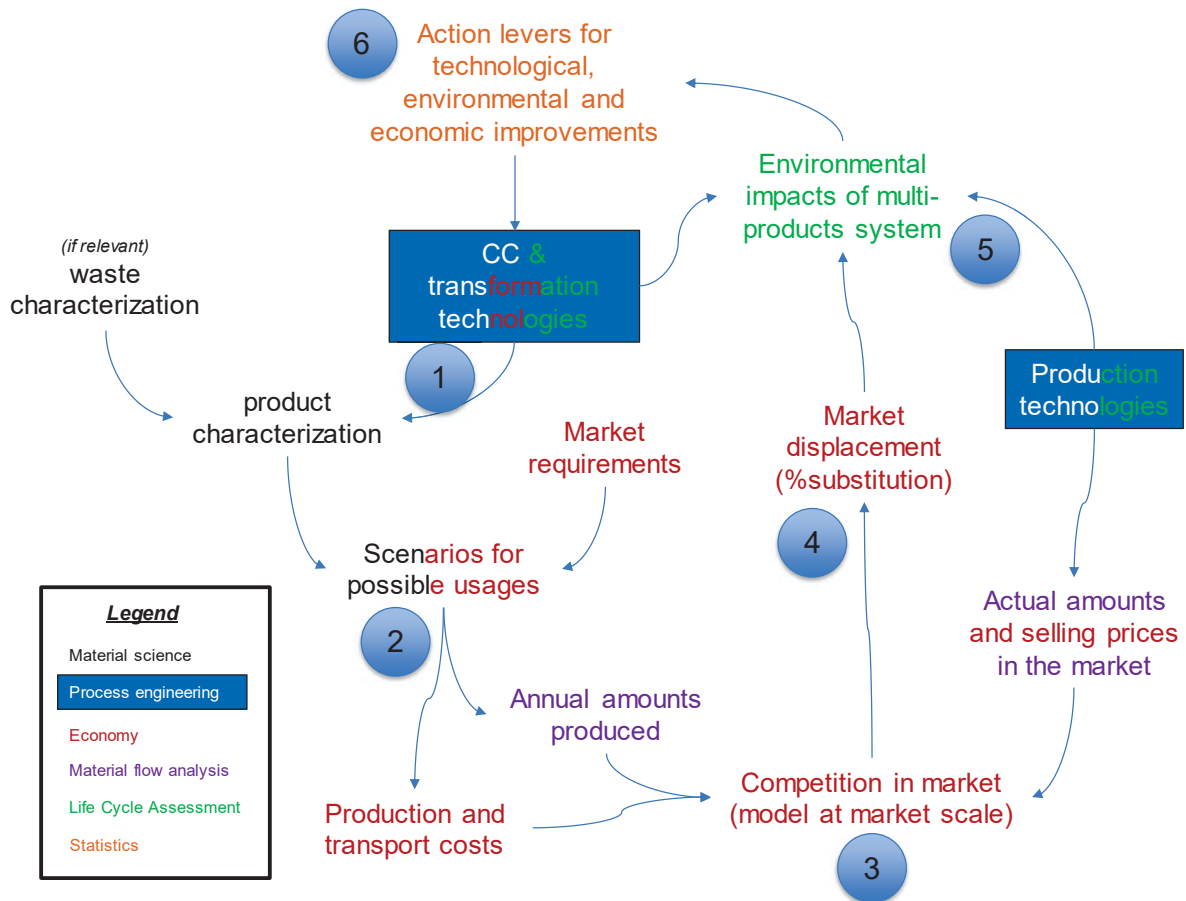 6
Action levers for
technological,
environmental and
economic improvements
Environmental
impacts of multi-
products system
5
(if relevant)
waste
characterization
CC &
transformation
technologies
1
product
characterization
Market
requirements
Market
displacement
(%substitution)
4
Production
technologies
Scenarios for
possible usages
2
Actual amounts
and selling prices
in the market
Annual amounts
produced
Production and
transport costs
Competition in market
(model at market scale)
3
Legend
Material science
Process engineering
Economy
Material flow analysis
Life Cycle Assessment
Statistics